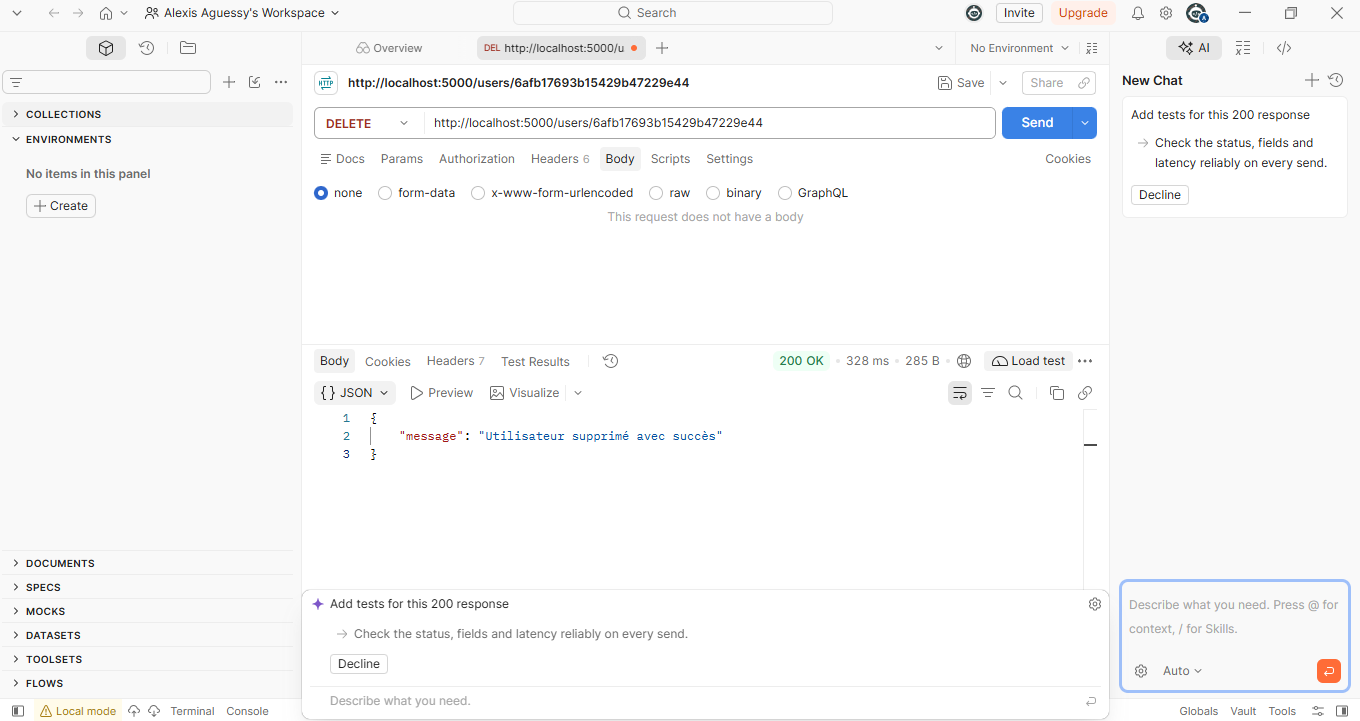 Alexis Aguessy's Workspace
Search
Invite
Upgrade
Overview
DEL http://localhost:5000/u
No Environment
AI
COLLECTIONS
ENVIRONMENTS
No items in this panel
Create
DOCUMENTS
SPECS
MOCKS
DATASETS
TOOLSETS
FLOWS
HTTP
http://localhost:5000/users/6afb17693b15429b47229e44
Save
Share
DELETE
http://localhost:5000/users/6afb17693b15429b47229e44
Send
Docs Params Authorization Headers 6 Body Scripts Settings
Cookies
none form-data x-www-form-urlencoded raw binary GraphQL
This request does not have a body
Body Cookies Headers 7 Test Results
200 OK 328 ms 285 B
Load test
{} JSON Preview Visualize
1 {
2 "message": "Utilisateur supprimé avec succès"
3 }
Add tests for this 200 response
Check the status, fields and latency reliably on every send.
Decline
Describe what you need.
New Chat
Add tests for this 200 response
Check the status, fields and
latency reliably on every send.
Decline
Describe what you need. Press @ for
context, / for Skills.
Auto
Local mode
Terminal
Console
Globals
Vault
Tools